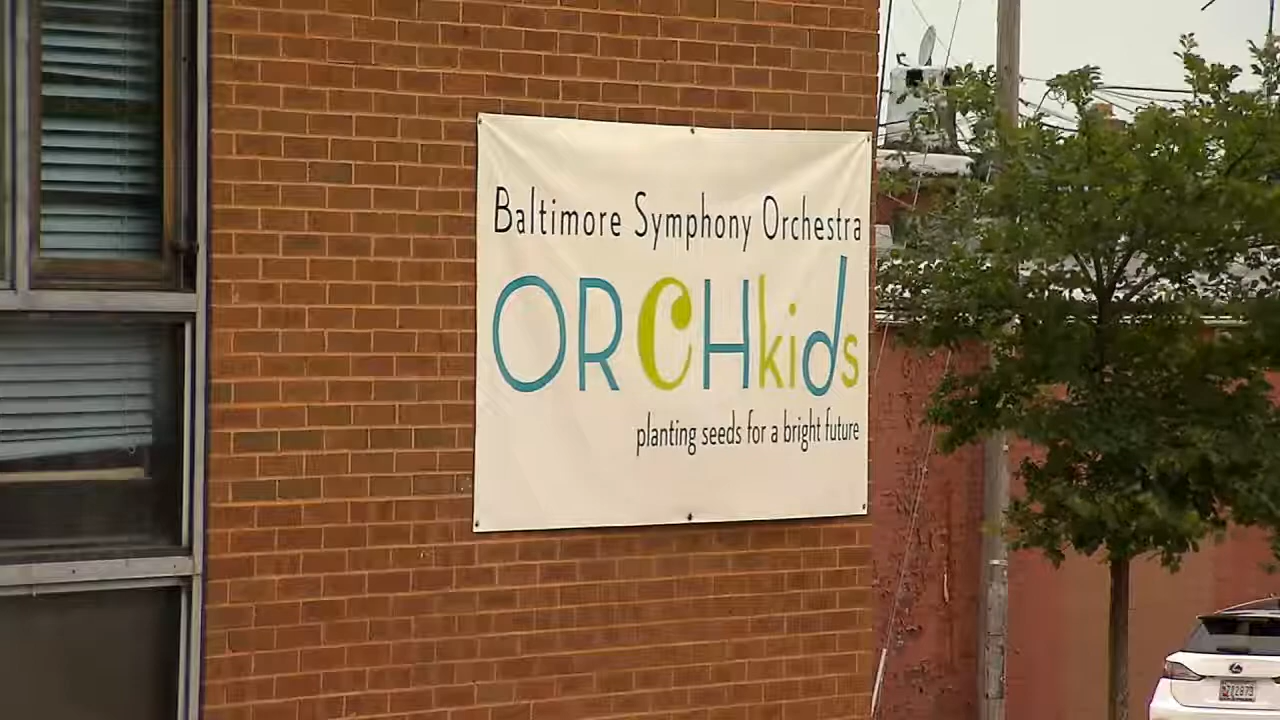 Baltimore Symphony Orchestra
ORCHkids
planting seeds for a bright future